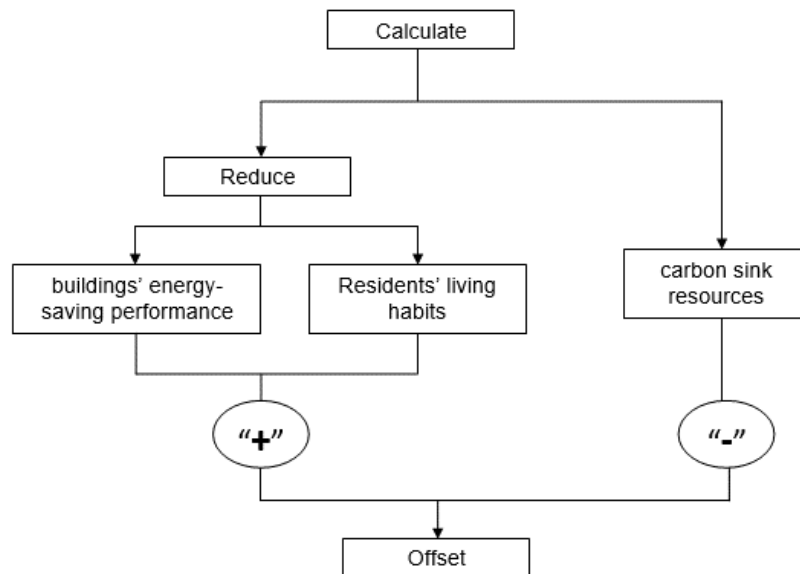 Calculate
Reduce
buildings’ energy-
saving performance
Residents’ living
habits
carbon sink
resources
“+”
“-”
Offset